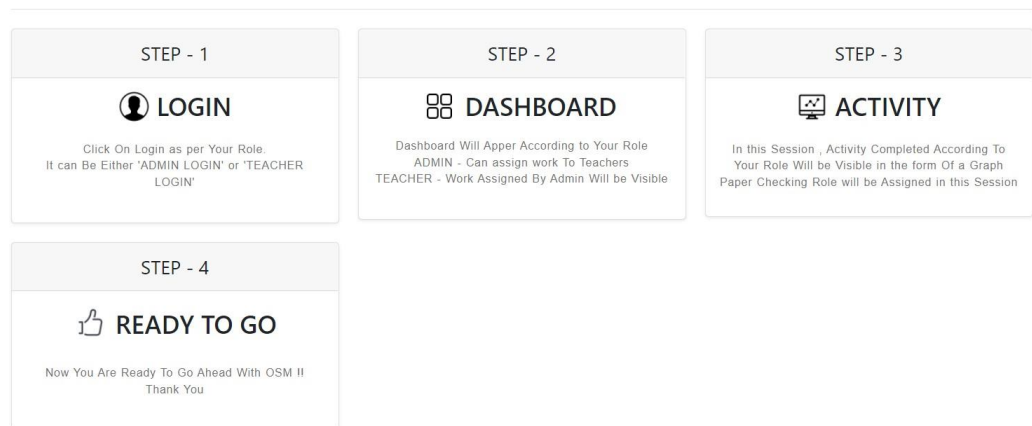 STEP - 1
LOGIN
Click On Login as per Your Role.
It can Be Either 'ADMIN LOGIN' or 'TEACHER
LOGIN'
STEP - 2
DASHBOARD
Dashboard Will Apper According to Your Role
ADMIN - Can assign work To Teachers
TEACHER - Work Assigned By Admin Will be Visible
STEP - 3
ACTIVITY
In this Session , Activity Completed According To
Your Role Will be Visible in the form Of a Graph
Paper Checking Role will be Assigned in this Session
STEP - 4
READY TO GO
Now You Are Ready To Go Ahead With OSM !!
Thank You